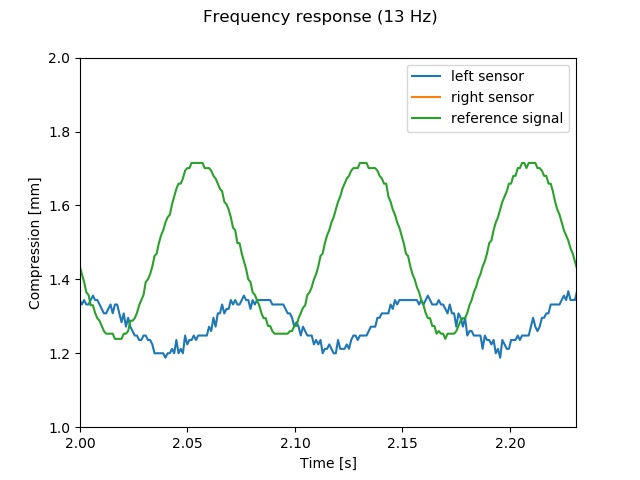 Frequency response (13 Hz)
2.0
left sensor
right sensor
reference signal
1.8
1.6
1.4
1.2
1.0
Compression [mm]
2.00 2.05 2.10 2.15 2.20
Time [s]